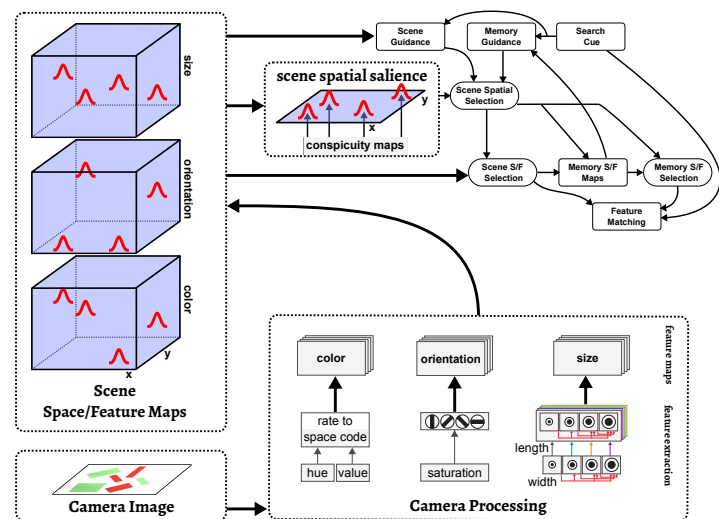 size
orientation
color
x
y
Scene
Space/Feature Maps
scene spatial salience
y
x
conspicuity maps
Scene
Guidance
Memory
Guidance
Search
Cue
Scene Spatial
Selection
Scene S/F
Selection
Memory S/F
Maps
Memory S/F
Selection
Feature
Matching
color
orientation
size
feature maps
rate to
space code
hue
value
saturation
length
width
feature extraction
Camera Processing
Camera Image